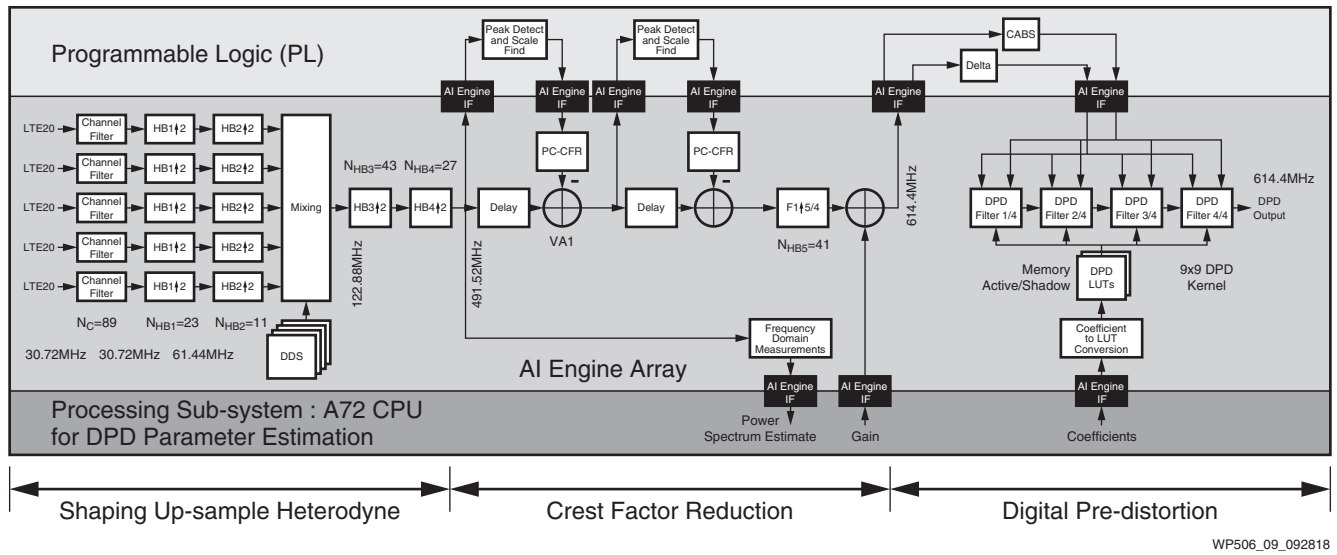 Programmable Logic (PL)
Peak Detect
and Scale
Find
Peak Detect
and Scale
Find
CABS
Delta
AI Engine
IF
AI Engine
IF
AI Engine
IF
AI Engine
IF
AI Engine
IF
AI Engine
IF
LTE20
Channel
Filter
HB1↑2
HB2↑2
LTE20
Channel
Filter
HB1↑2
HB2↑2
LTE20
Channel
Filter
HB1↑2
HB2↑2
LTE20
Channel
Filter
HB1↑2
HB2↑2
LTE20
Channel
Filter
HB1↑2
HB2↑2
Mixing
NC=89
NHB1=23
NHB2=11
30.72MHz
30.72MHz
61.44MHz
DDS
NHB3=43
NHB4=27
HB3↑2
HB4↑2
122.88MHz
491.52MHz
Delay
PC-CFR
-
VA1
Delay
PC-CFR
-
F1↑5/4
NHB5=41
614.4MHz
DPD
Filter 1/4
DPD
Filter 2/4
DPD
Filter 3/4
DPD
Filter 4/4
614.4MHz
DPD
Output
Memory
Active/Shadow
DPD
LUTs
9x9 DPD
Kernel
Coefficient
to LUT
Conversion
Frequency
Domain
Measurements
AI Engine Array
AI Engine
IF
AI Engine
IF
AI Engine
IF
Processing Sub-system : A72 CPU
for DPD Parameter Estimation
Power
Spectrum Estimate
Gain
Coefficients
Shaping Up-sample Heterodyne
Crest Factor Reduction
Digital Pre-distortion
WP506_09_092818